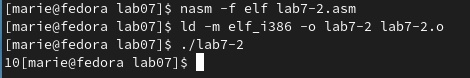 [marie@fedora lab07]$ nasm -f elf lab7-2.asm
[marie@fedora lab07]$ ld -m elf_i386 -o lab7-2 lab7-2.o
[marie@fedora lab07]$ ./lab7-2
10[marie@fedora lab07]$